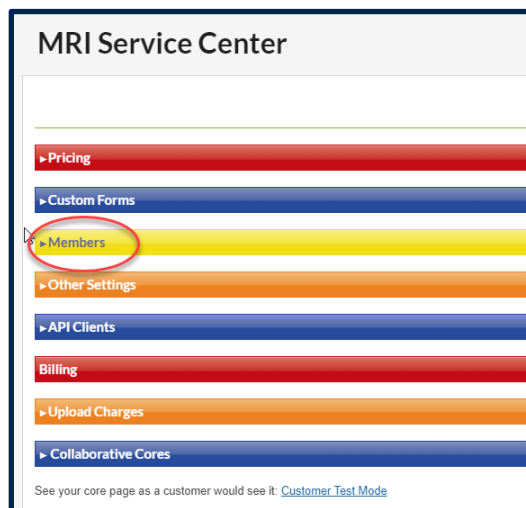 MRI Service Center
▸Pricing
▸Custom Forms
▸Members
▸Other Settings
▸API Clients
Billing
▸Upload Charges
▸ Collaborative Cores
See your core page as a customer would see it: Customer Test Mode